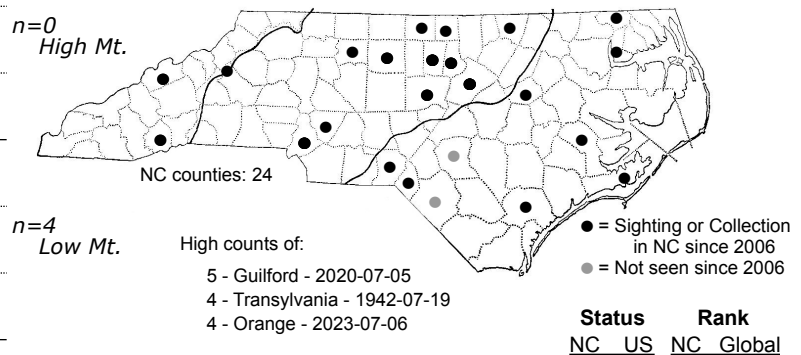 n=0
High Mt.
NC counties: 24
n=4
Low Mt.
High counts of:
5 - Guilford - 2020-07-05
4 - Transylvania - 1942-07-19
4 - Orange - 2023-07-06
= Sighting or Collection
in NC since 2006
= Not seen since 2006
Status Rank
NC US NC Global